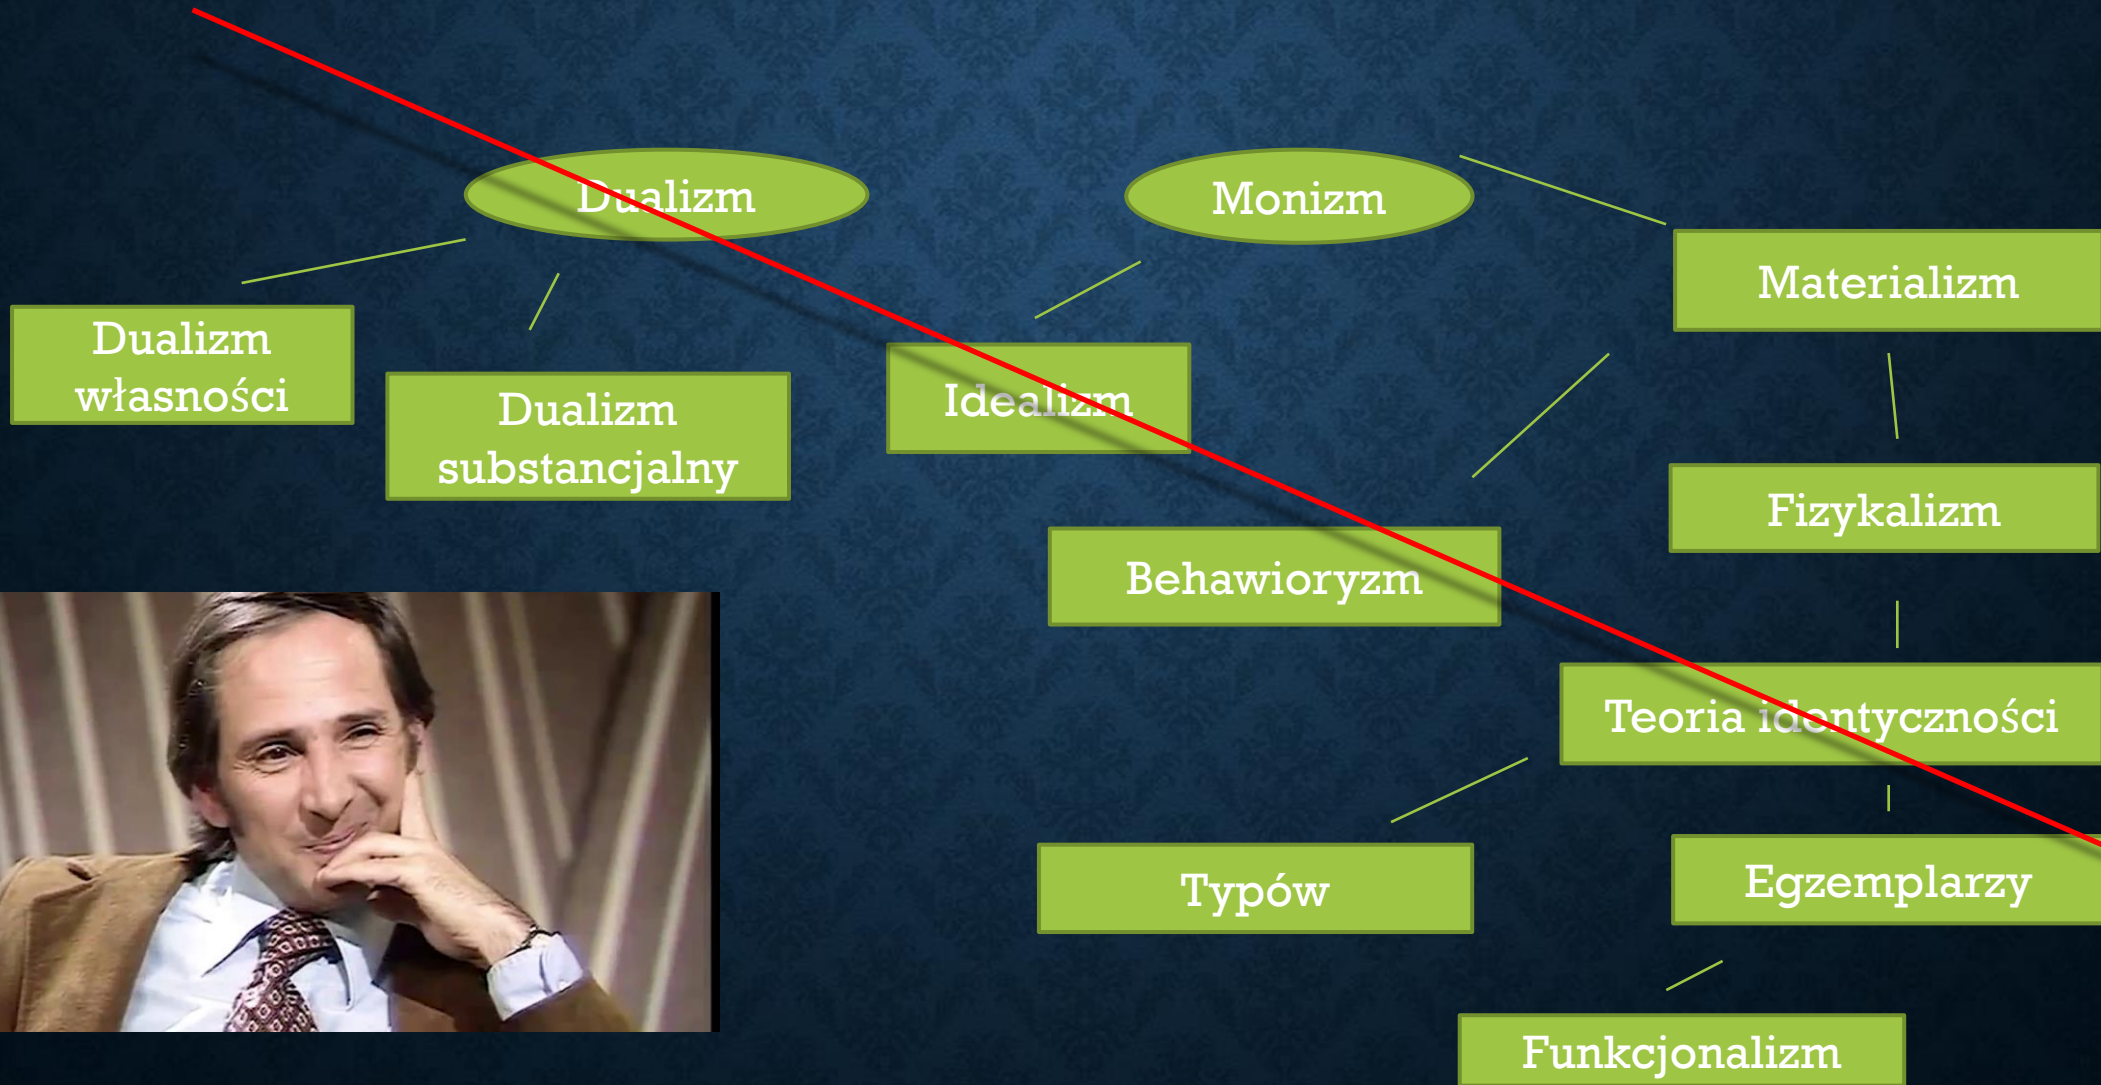 Dualizm
Monizm
Materializm
Dualizm
własności
Dualizm
substancjalny
Idealizm
Fizykalizm
Behawioryzm
Teoria identyczności
Typów
Egzemplarzy
Funkcjonalizm